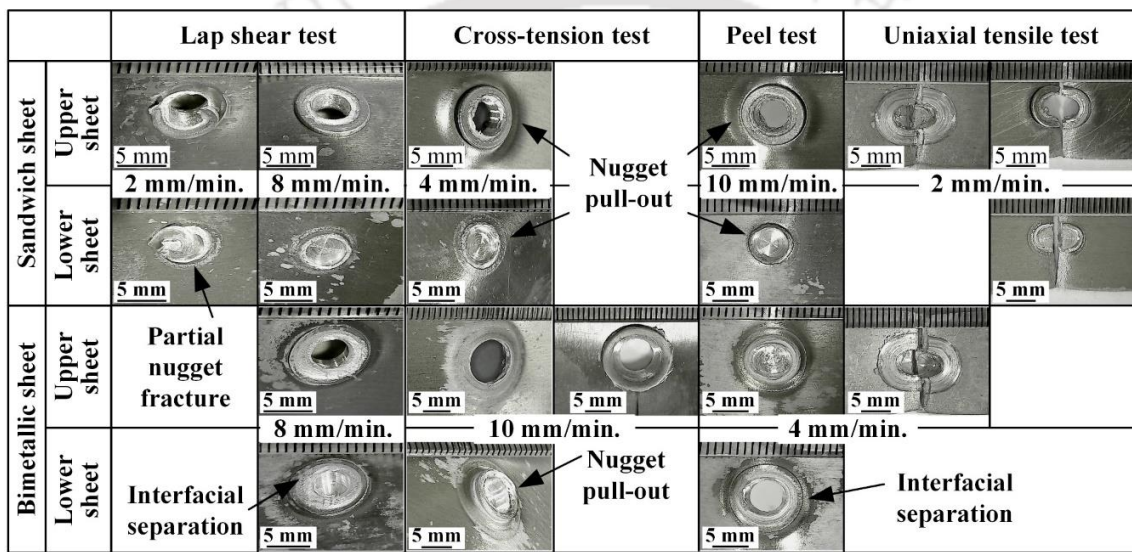 Lap shear test
Cross-tension test
Peel test
Uniaxial tensile test
Sandwich sheet
Upper sheet
5 mm
5 mm
5 mm
5 mm
5 mm
5 mm
2 mm/min.
8 mm/min.
4 mm/min.
Nugget pull-out
10 mm/min.
2 mm/min.
Lower sheet
5 mm
5 mm
5 mm
5 mm
5 mm
Partial nugget fracture
Bimetallic sheet
Upper sheet
5 mm
5 mm
5 mm
5 mm
5 mm
8 mm/min.
10 mm/min.
4 mm/min.
Lower sheet
Interfacial separation
5 mm
5 mm
Nugget pull-out
5 mm
Interfacial separation